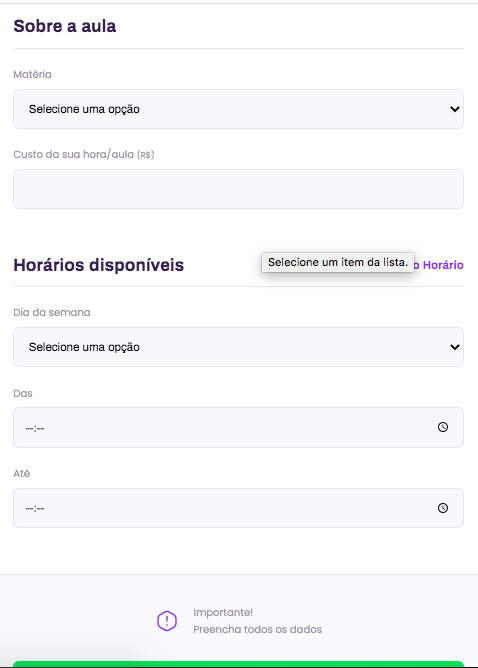 Sobre a aula
Matéria
Selecione uma opção
Custo da sua hora/aula (R$)
Horários disponíveis
Selecione um item da lista.
o Horário
Dia da semana
Selecione uma opção
Das
--:--
Até
--:--
Importante!
Preencha todos os dados